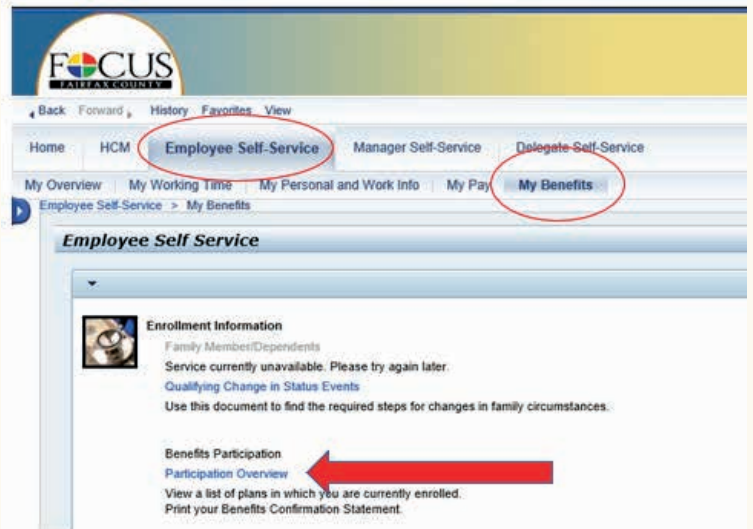 FOCUS
FAIRFAX COUNTY
Back Forward History Favorites View
Home HCM Employee Self-Service Manager Self-Service Delegate Self-Service
My Overview My Working Time My Personal and Work Info My Pay My Benefits
Employee Self-Service > My Benefits
Employee Self Service
Enrollment Information
Family Member/Dependents
Service currently unavailable. Please try again later.
Qualifying Change in Status Events
Use this document to find the required steps for changes in family circumstances.
Benefits Participation
Participation Overview
View a list of plans in which you are currently enrolled.
Print your Benefits Confirmation Statement.